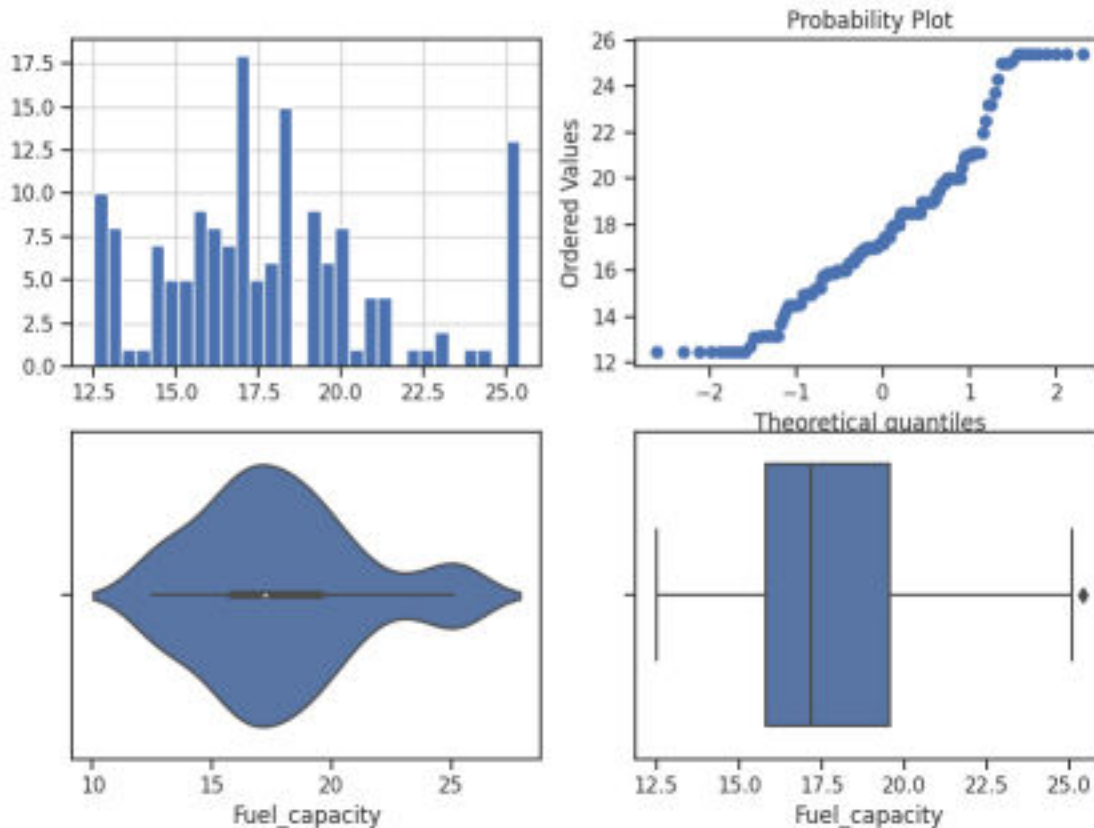 Probability Plot
17.5
15.0
12.5
10.0
7.5
5.0
2.5
0.0
12.5 15.0 17.5 20.0 22.5 25.0
Ordered Values
26
24
22
20
18
16
14
12
−2 −1 0 1 2
Theoretical quantiles
10 15 20 25
Fuel_capacity
12.5 15.0 17.5 20.0 22.5 25.0
Fuel_capacity